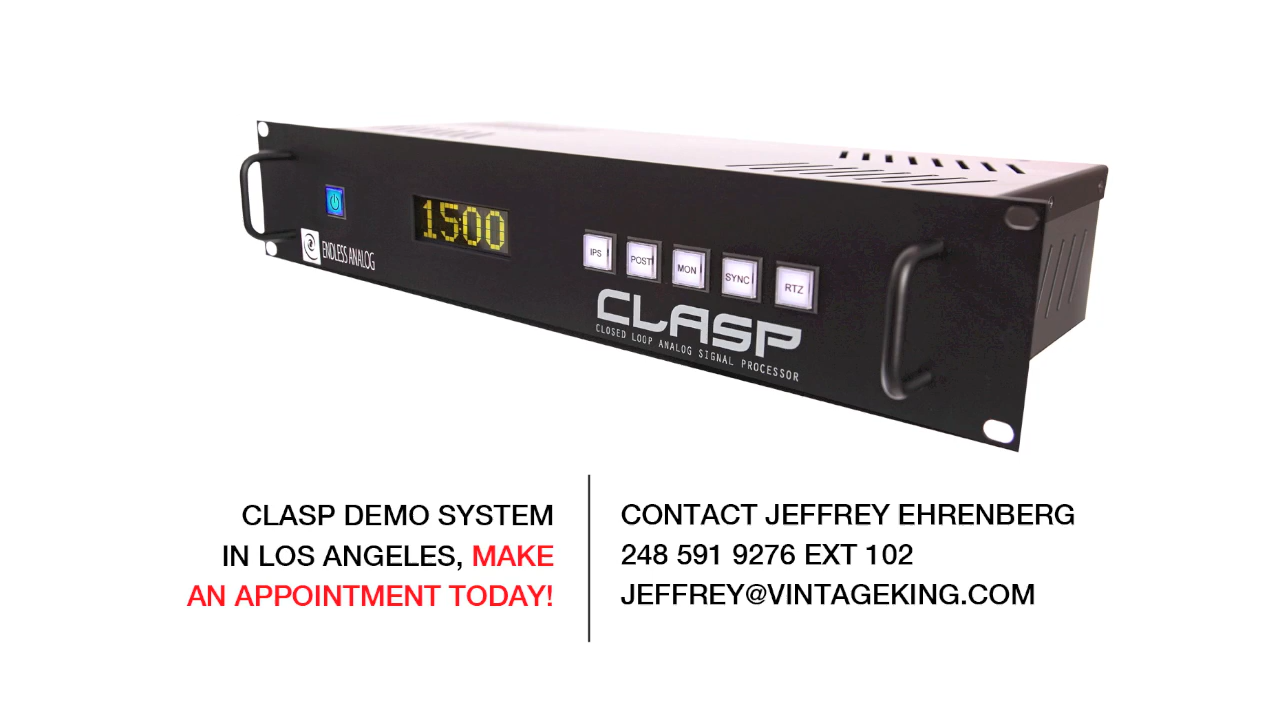 1500
ENDLESS ANALOG
IPS
POST
MON
SYNC
RTZ
CLASP
CLOSED LOOP ANALOG SIGNAL PROCESSOR
CLASP DEMO SYSTEM
IN LOS ANGELES, MAKE
AN APPOINTMENT TODAY!
CONTACT JEFFREY EHRENBERG
248 591 9276 EXT 102
JEFFREY@VINTAGEKING.COM